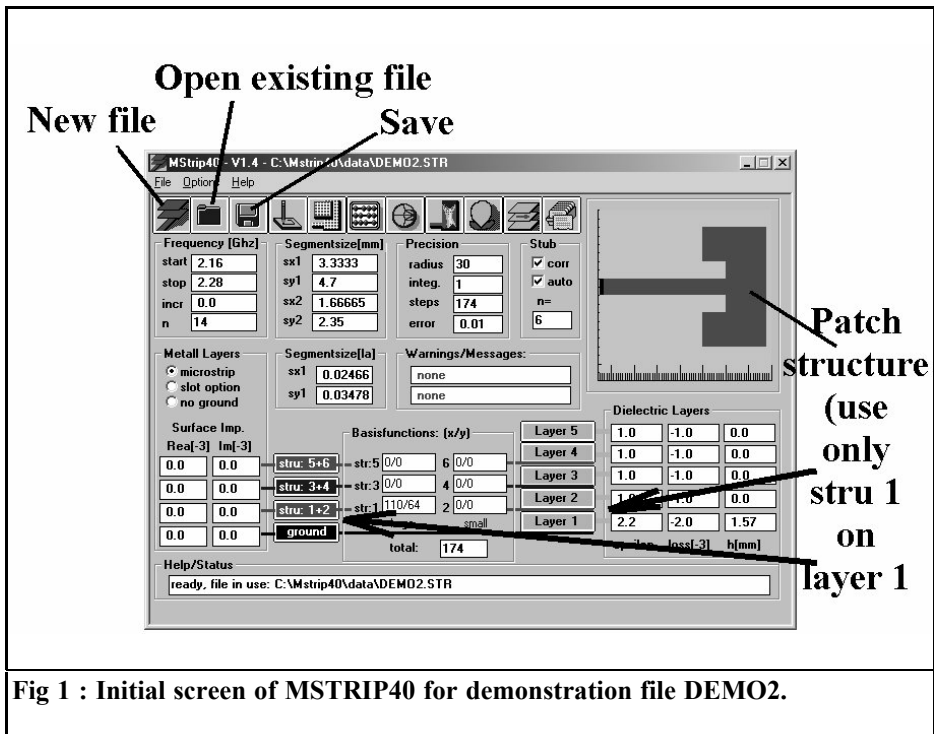 Open existing file
New file
Save
MStrip40 - V1.4 - C:\Mstrip40\data\DEMO2.STR
File Options Help
Frequency [Ghz]
start 2.16
stop 2.28
incr 0.0
n 14
Segmentsize[mm]
sx1 3.3333
sy1 4.7
sx2 1.66665
sy2 2.35
Precision
radius 30
integ. 1
steps 174
error 0.01
Stub
corr
auto
n=
6
Metall Layers
microstrip
slot option
no ground
Segmentsize[la]
sx1 0.02466
sy1 0.03478
Warnings/Messages:
none
none
Patch
structure
(use
only
stru 1
on
layer 1
Surface Imp.
Rea[-3] Im[-3]
0.0 0.0
0.0 0.0
0.0 0.0
0.0 0.0
stru: 5+6
stru: 3+4
stru: 1+2
ground
Basisfunctions: (x/y)
str:5 0/0 6 0/0
str:3 0/0 4 0/0
str:1 110/64 2 0/0
small
total: 174
Layer 5
Layer 4
Layer 3
Layer 2
Layer 1
Dielectric Layers
1.0 -1.0 0.0
1.0 -1.0 0.0
1.0 -1.0 0.0
0.0
2.2 -2.0 1.57
loss[-3] h[mm]
Help/Status
ready, file in use: C:\Mstrip40\data\DEMO2.STR
Fig 1 : Initial screen of MSTRIP40 for demonstration file DEMO2.